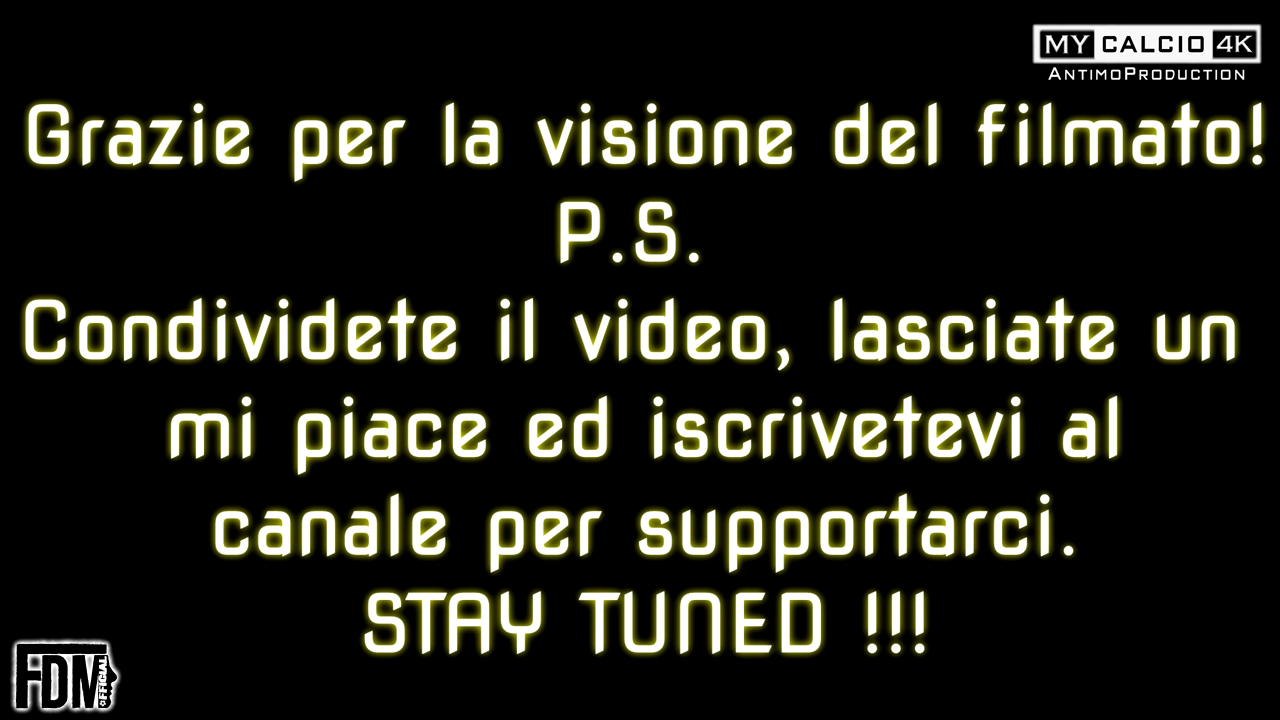 MY CALCIO 4K
ANTIMOPRODUCTION
Grazie per la visione del filmato!
P.S.
Condividete il video, lasciate un
mi piace ed iscrivetevi al
canale per supportarci.
STAY TUNED !!!
FDM
OFFICIAL